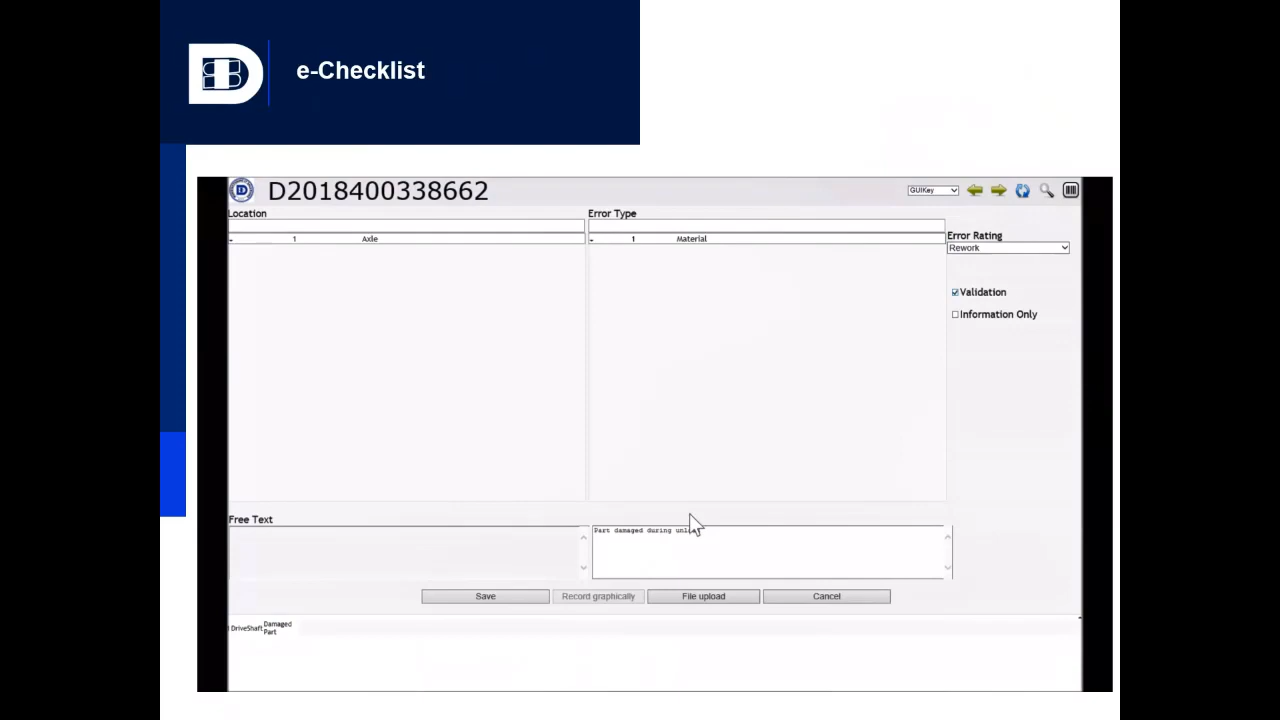 e-Checklist
D2018400338662
GUIKey
Location
Error Type
1 Axle
1 Material
Error Rating
Rework
Validation
Information Only
Free Text
Part damaged during
Save
Record graphically
File upload
Cancel
DriveShaft Damaged
Part